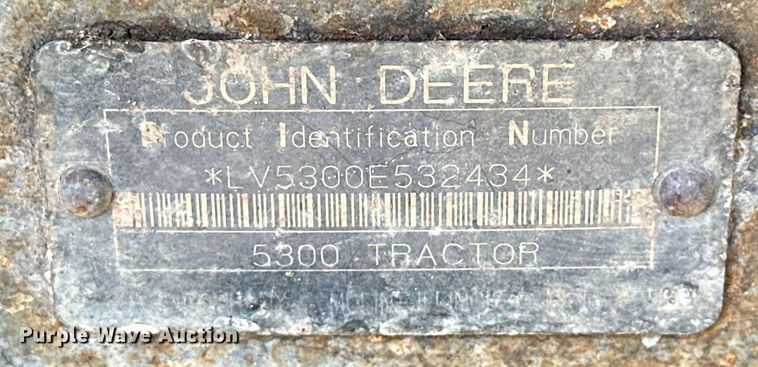 JOHN DEERE
Product Identification Number
*LV5300E532434*
5300 TRACTOR
Purple Wave Auction